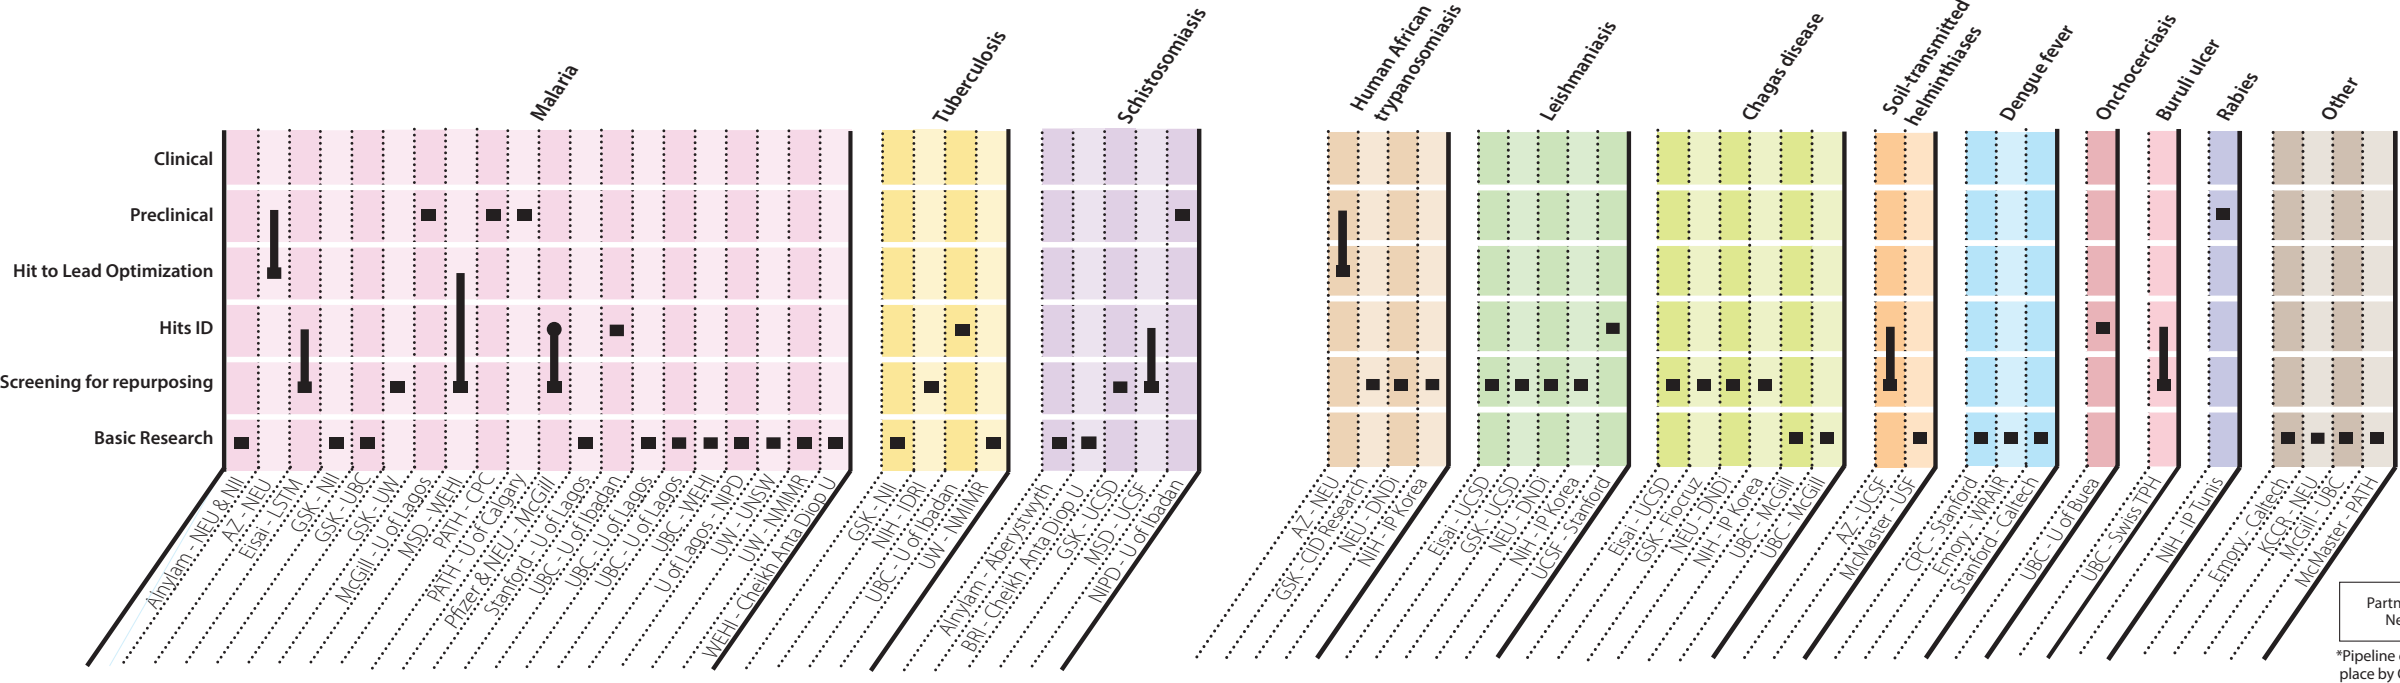 Malaria
Tuberculosis
Schistosomiasis
Human African
trypanosomiasis
Leishmaniasis
Chagas disease
Soil-transmitted
helminthiases
Dengue fever
Onchocerciasis
Buruli ulcer
Rabies
Other
Clinical
Preclinical
Hit to Lead Optimization
Hits ID
Screening for repurposing
Basic Research
Alnylam - NEU & NII
AZ - NEU
Eisai - LSTM
GSK - NII
GSK - UBC
GSK - UW
McGill - U of Lagos
MSD - WEHI
PATH - CPC
PATH - U of Calgary
Pfizer & NEU - McGill
Stanford - U of Lagos
UBC - U of Ibadan
UBC - U of Lagos
UBC - U of Lagos
UBC - WEHI
U of Lagos - NIPD
UW - UNSW
UW - NMIMR
WEHI - Cheikh Anta Diop U
GSK - NII
NIH - IDRI
UBC - U of Ibadan
UW - NMIMR
Alnylam - Aberystwyth
BRI - Cheikh Anta Diop U
GSK - UCSD
MSD - UCSF
NIPD - U of Ibadan
AZ - NEU
GSK - CID Research
NEU - DNDi
NIH - IP Korea
Eisai - UCSD
GSK - UCSD
NEU - DNDi
NIH - IP Korea
UCSF - Stanford
Eisai - UCSD
GSK - Fiocruz
NEU - DNDi
NIH - IP Korea
UBC - McGill
UBC - McGill
AZ - UCSF
McMaster - USF
CPC - Stanford
Emory - WRAIR
Stanford - Caltech
UBC - U of Buea
UBC - Swiss TPH
NIH - IP Tunis
Emory - Caltech
KCCR - NEU
McGill - UBC
McMaster - PATH
Partn
Ne
*Pipeline
place by